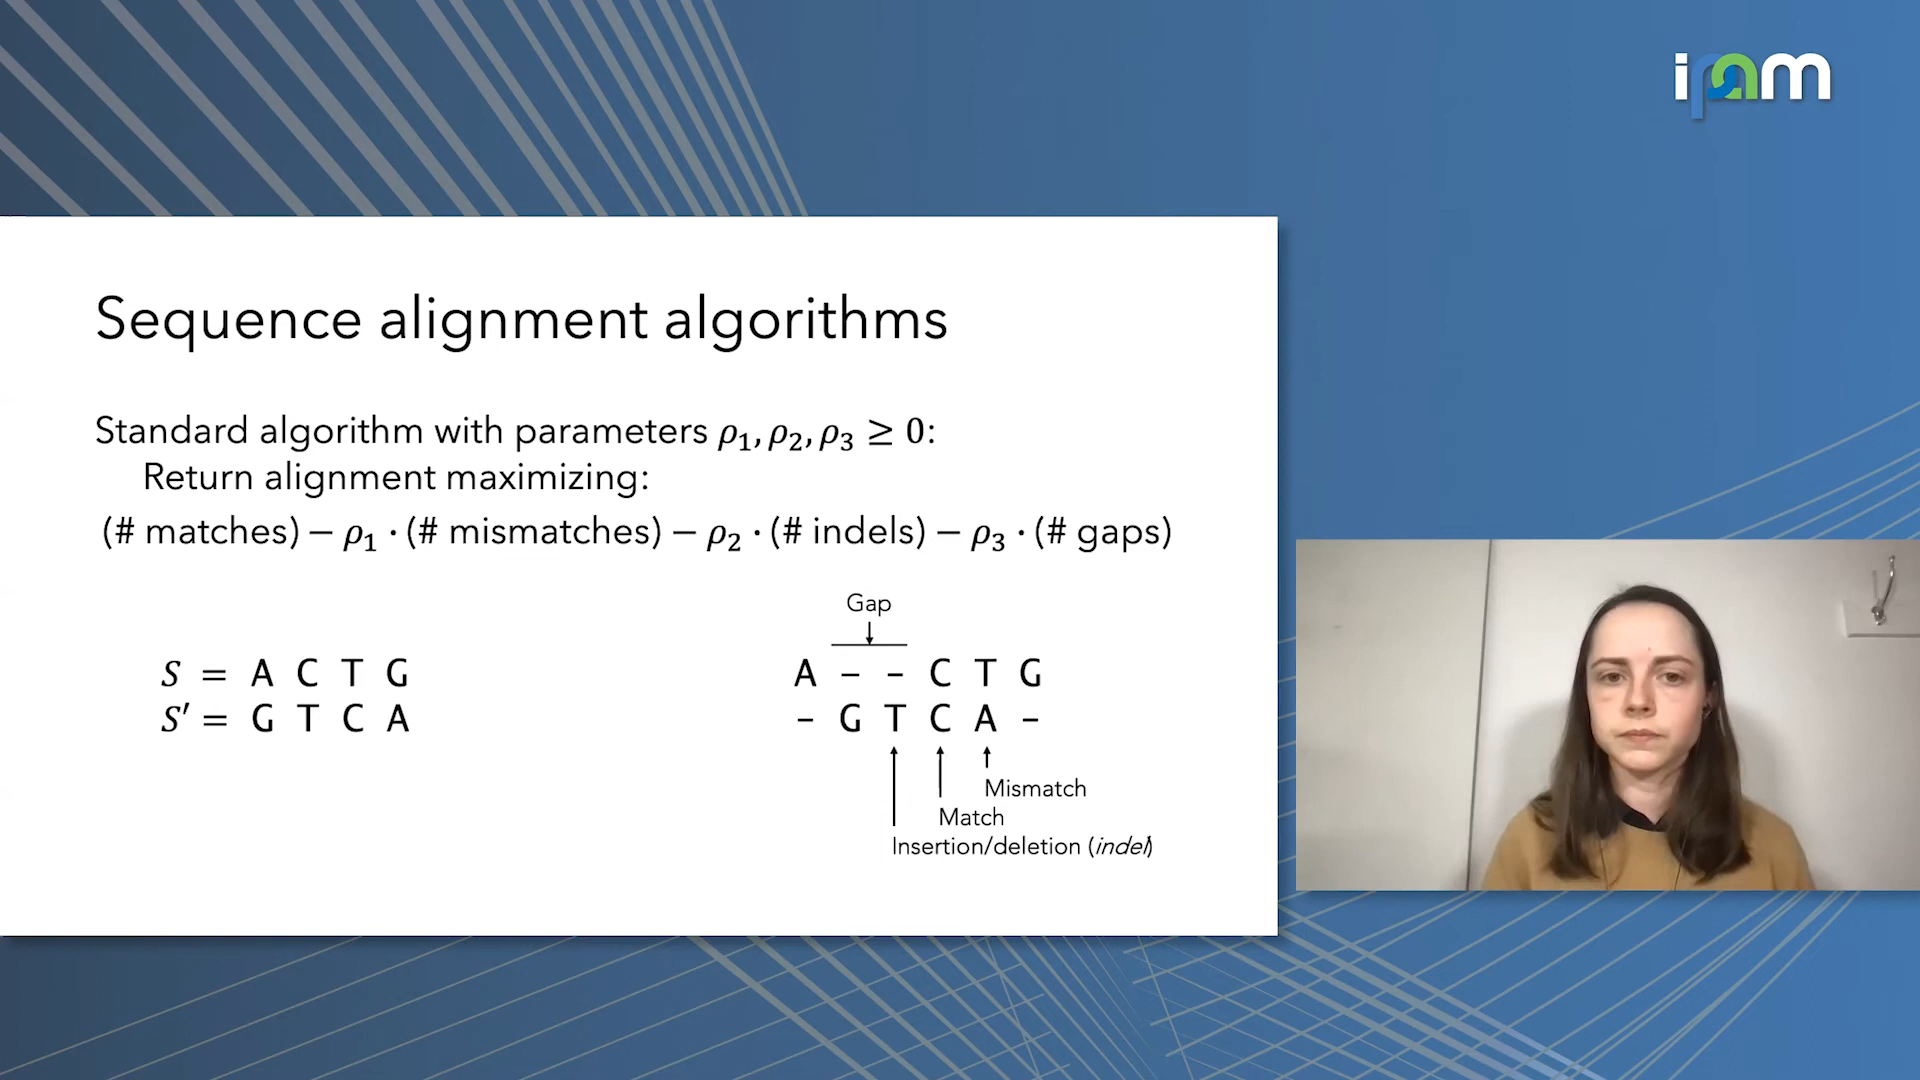 ipam
Sequence alignment algorithms
Standard algorithm with parameters ρ₁, ρ₂, ρ₃ ≥ 0:
Return alignment maximizing:
(# matches) − ρ₁ · (# mismatches) − ρ₂ · (# indels) − ρ₃ · (# gaps)
S = A C T G
S′ = G T C A
Gap
A - - C T G
- G T C A -
Mismatch
Match
Insertion/deletion (indel)